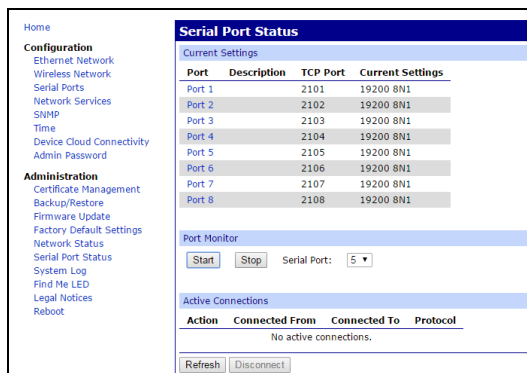 Home
Configuration
Ethernet Network
Wireless Network
Serial Ports
Network Services
SNMP
Time
Device Cloud Connectivity
Admin Password
Administration
Certificate Management
Backup/Restore
Firmware Update
Factory Default Settings
Network Status
Serial Port Status
System Log
Find Me LED
Legal Notices
Reboot
Serial Port Status
Current Settings
Port Description TCP Port Current Settings
Port 1 2101 19200 8N1
Port 2 2102 19200 8N1
Port 3 2103 19200 8N1
Port 4 2104 19200 8N1
Port 5 2105 19200 8N1
Port 6 2106 19200 8N1
Port 7 2107 19200 8N1
Port 8 2108 19200 8N1
Port Monitor
Start Stop Serial Port: 5
Active Connections
Action Connected From Connected To Protocol
No active connections.
Refresh Disconnect